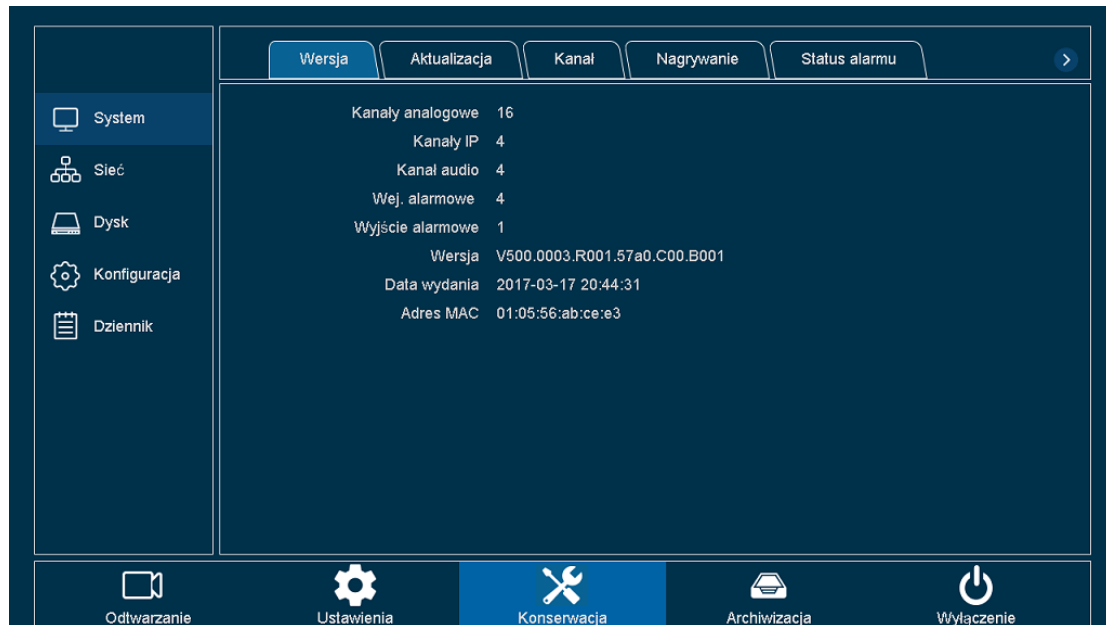 Wersja Aktualizacja Kanał Nagrywanie Status alarmu
System
Sieć
Dysk
Konfiguracja
Dziennik
Kanały analogowe 16
Kanały IP 4
Kanał audio 4
Wej. alarmowe 4
Wyjście alarmowe 1
Wersja V500.0003.R001.57a0.C00.B001
Data wydania 2017-03-17 20:44:31
Adres MAC 01:05:56:ab:ce:e3
Odtwarzanie Ustawienia Konserwacja Archiwizacja Wyłączenie